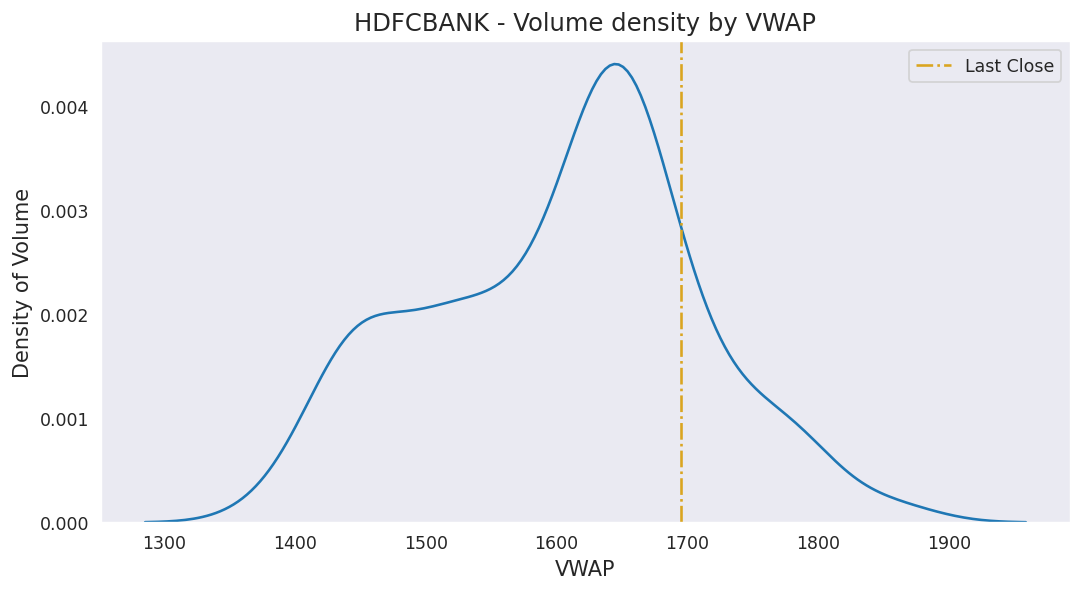 HDFCBANK - Volume density by VWAP
Last Close
Density of Volume
0.004
0.003
0.002
0.001
0.000
1300 1400 1500 1600 1700 1800 1900
VWAP